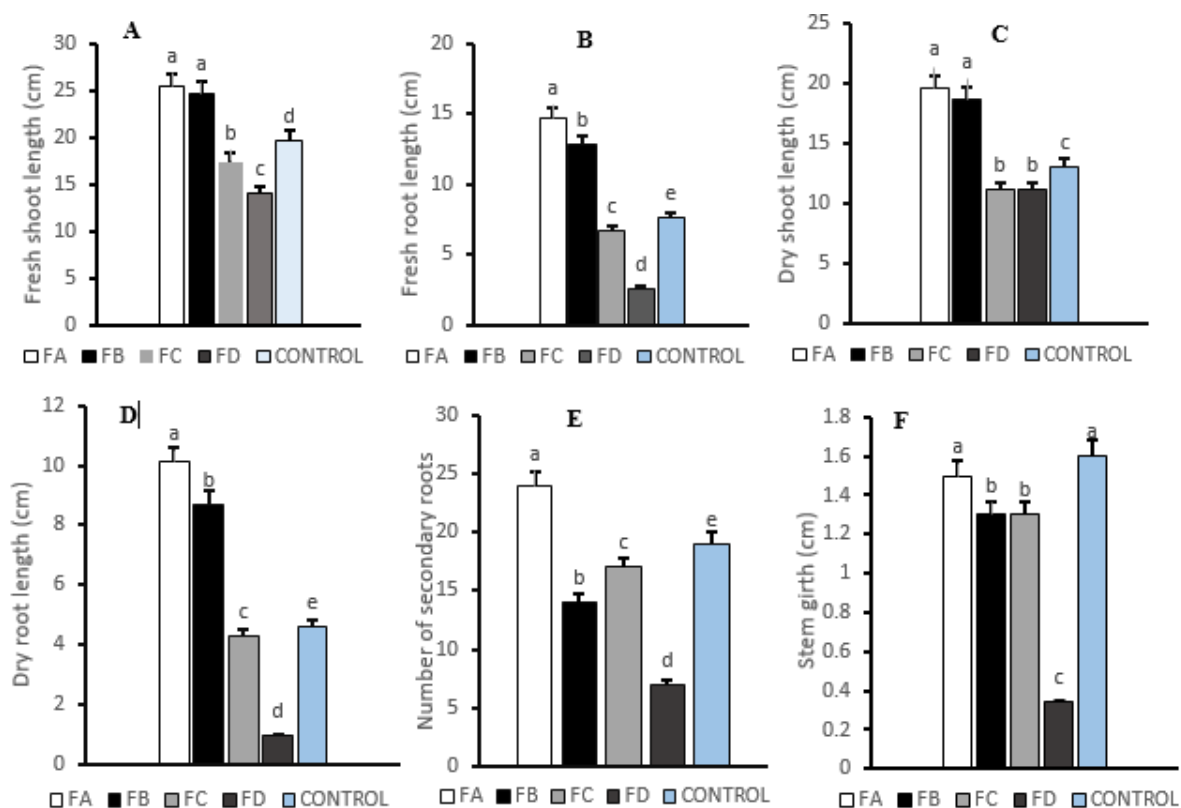 A
Fresh shoot length (cm)
30
25
20
15
10
5
0
a
a
b
c
d
FA FB FC FD CONTROL
B
Fresh root length (cm)
20
15
10
5
0
a
b
c
d
e
FA FB FC FD CONTROL
C
Dry shoot length (cm)
25
20
15
10
5
0
a
a
b
b
c
FA FB FC FD CONTROL
D
Dry root length (cm)
12
10
8
6
4
2
0
a
b
c
d
e
FA FB FC FD CONTROL
E
Number of secondary roots
30
25
20
15
10
5
0
a
b
c
d
e
FA FB FC FD CONTROL
F
Stem girth (cm)
1.8
1.6
1.4
1.2
1
0.8
0.6
0.4
0.2
0
a
b
b
c
a
FA FB FC FD CONTROL